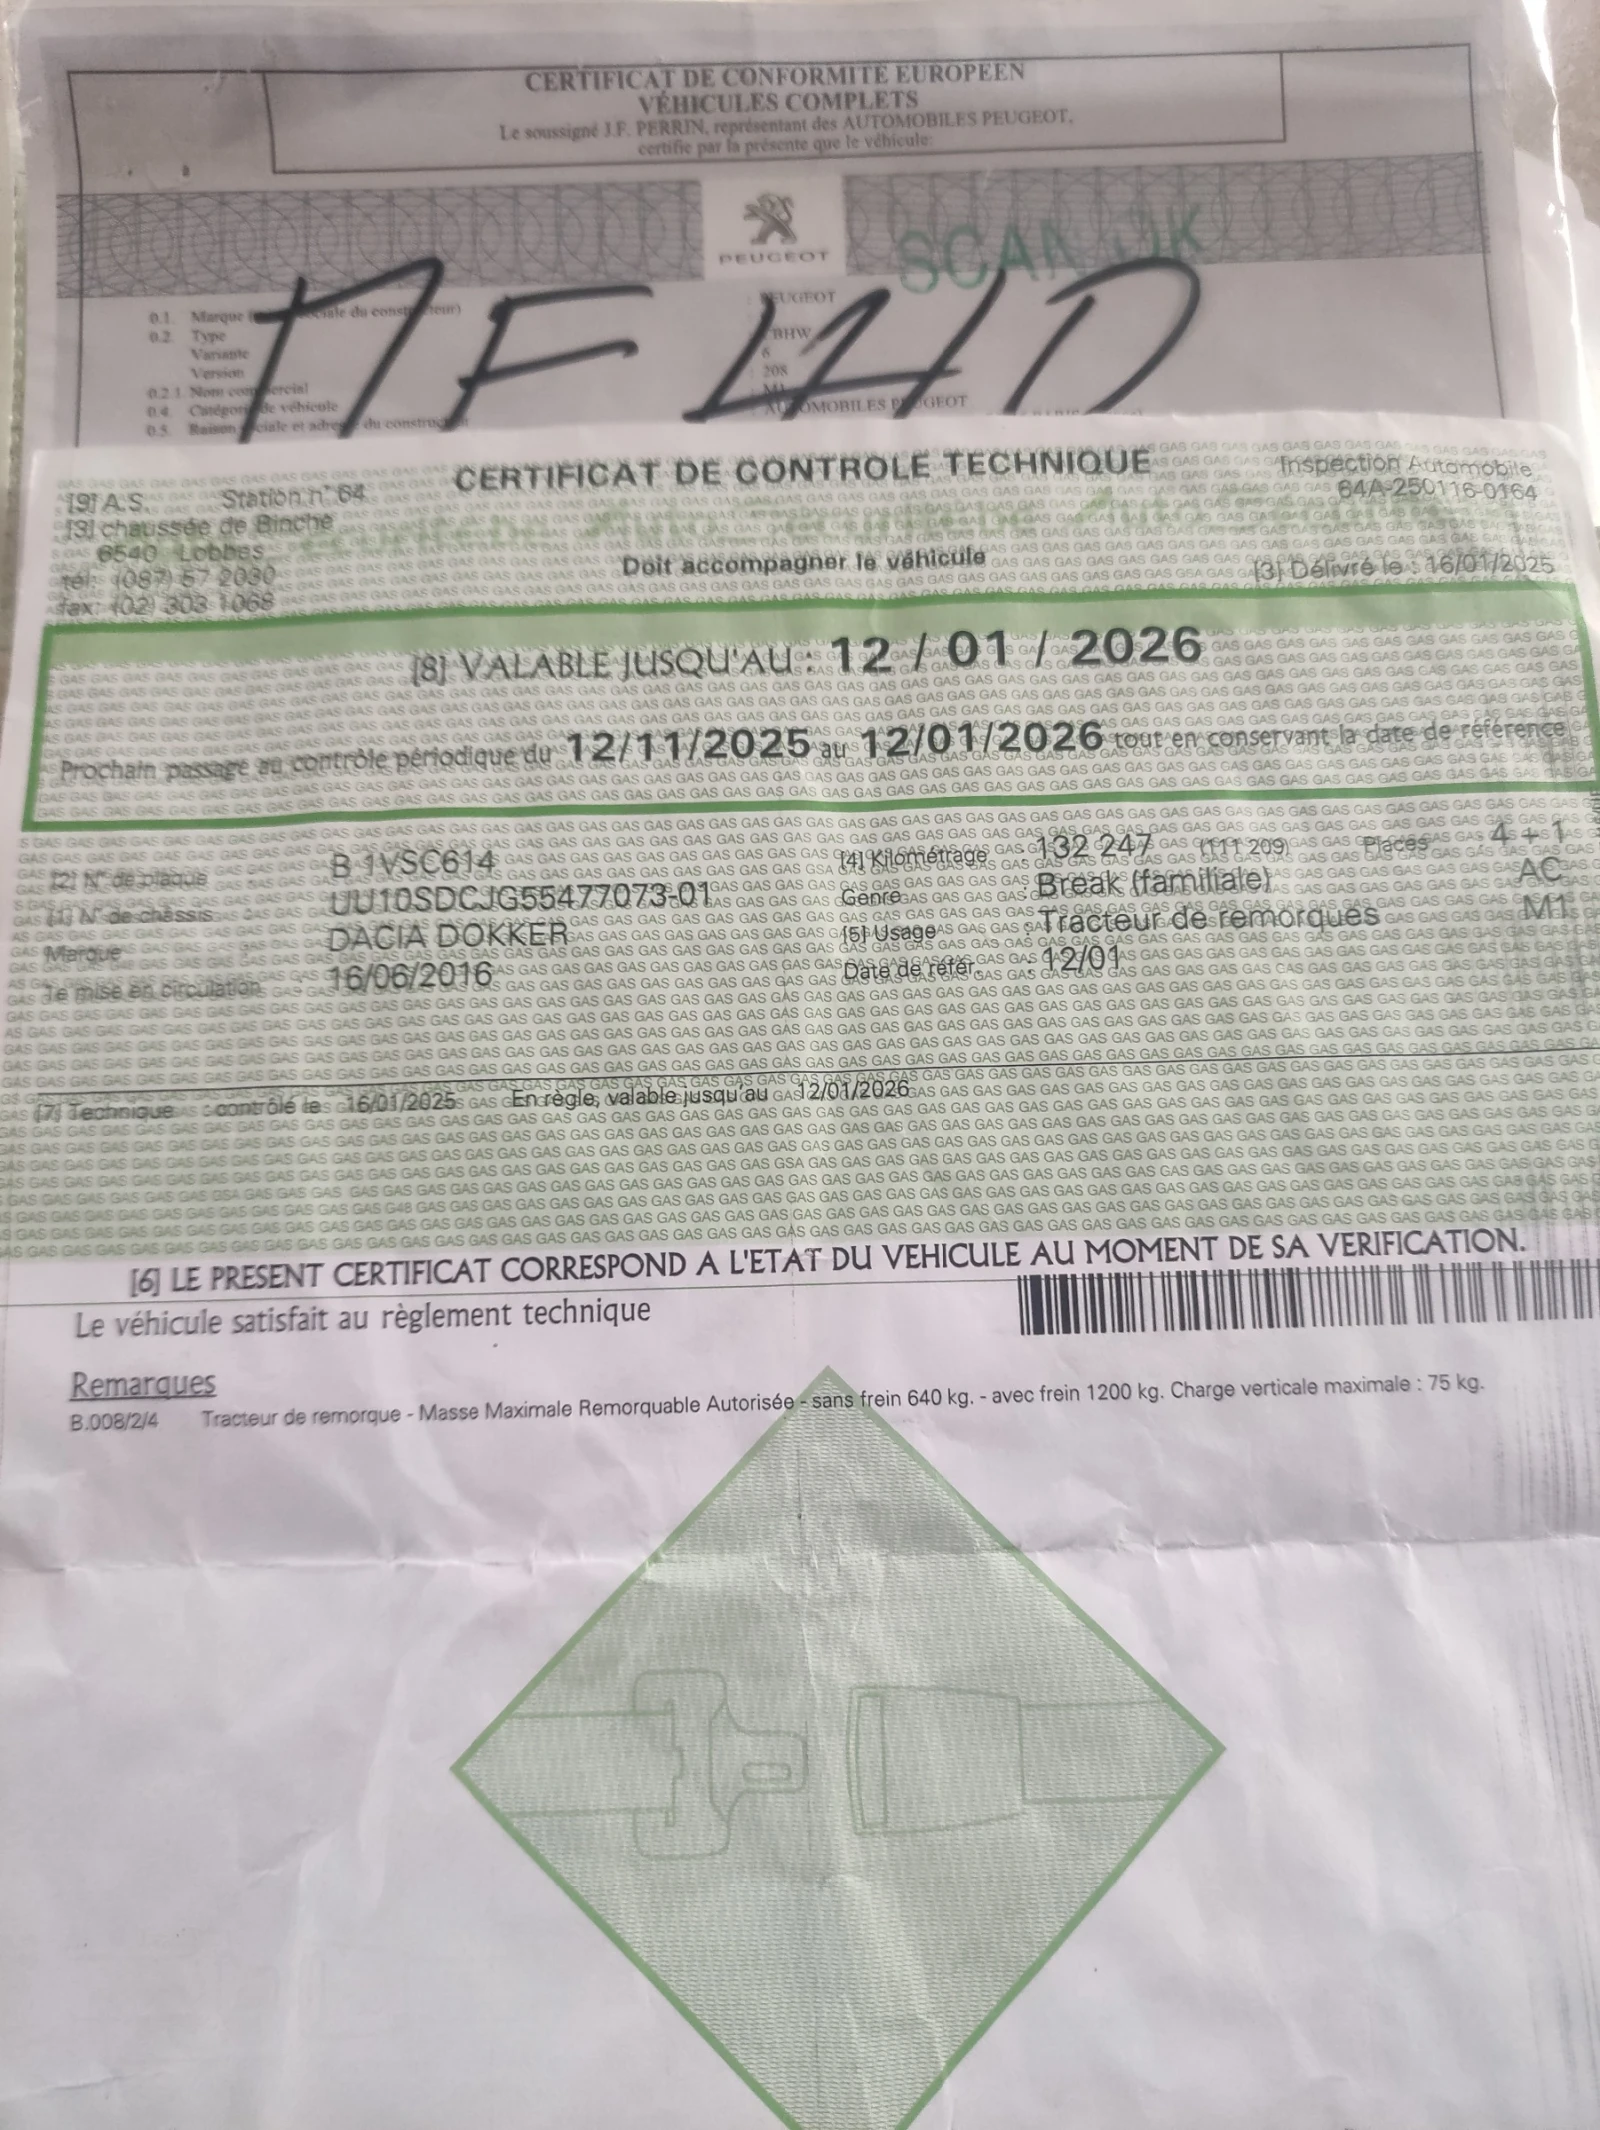 CERTIFICAT DE CONFORMITE EUROPEEN
VÉHICULES COMPLETS
Le soussigné J.F. PERRIN, représentant des AUTOMOBILES PEUGEOT,
certifie par la présente que le véhicule:
PEUGEOT
SCAN OK
0.1. Marque du constructeur) : PEUGEOT
0.2. Type BHW
Variante 6
Version 208
0.2.1. Nom commercial M1
0.4. Catégorie de véhicule AUTOMOBILES PEUGEOT
0.5. Raison sociale et adresse du constructeur
CERTIFICAT DE CONTROLE TECHNIQUE
[9] A.S. Station n° 64 Inspection Automobile
[3] chaussée de Binche 64A-250116-0164
6540 Lobbes
tél: (087) 57 2030 Doit accompagner le véhicule [3] Délivré le : 16/01/2025
fax: (02) 303 1068
[8] VALABLE JUSQU'AU : 12 / 01 / 2026
Prochain passage au contrôle périodique du 12/11/2025 au 12/01/2026 tout en conservant la date de référence
[2] N° de plaque B 1VSC614 [4] Kilométrage : 132 247 (111 209) Places 4 + 1
[1] N° de châssis : UU10SDCJG55477073-01 Genre : Break (familiale) AC
Marque DACIA DOKKER [5] Usage : Tracteur de remorques M1
1e mise en circulation : 16/06/2016 Date de référ. : 12/01
[7] Technique : contrôlé le 16/01/2025 En règle, valable jusqu'au 12/01/2026
[6] LE PRESENT CERTIFICAT CORRESPOND A L'ETAT DU VEHICULE AU MOMENT DE SA VERIFICATION.
Le véhicule satisfait au règlement technique
Remarques
B.008/2/4 Tracteur de remorque - Masse Maximale Remorquable Autorisée - sans frein 640 kg. - avec frein 1200 kg. Charge verticale maximale : 75 kg.